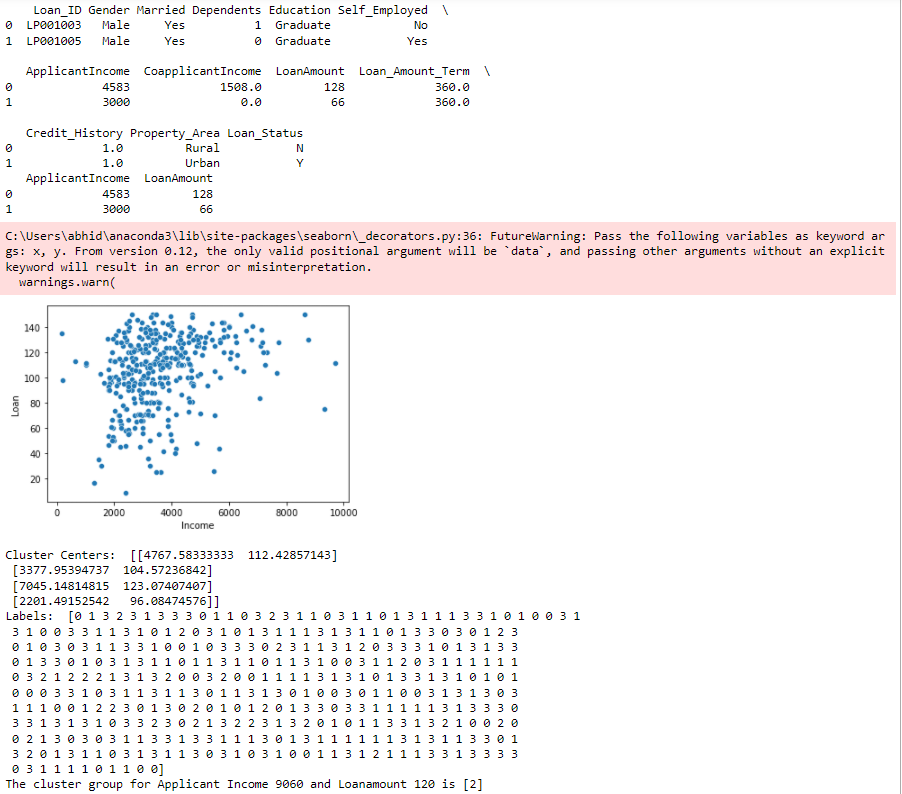 Loan_ID Gender Married Dependents Education Self_Employed \
0 LP001003 Male Yes 1 Graduate No
1 LP001005 Male Yes 0 Graduate Yes
ApplicantIncome CoapplicantIncome LoanAmount Loan_Amount_Term \
0 4583 1508.0 128 360.0
1 3000 0.0 66 360.0
Credit_History Property_Area Loan_Status
0 1.0 Rural N
1 1.0 Urban Y
ApplicantIncome LoanAmount
0 4583 128
1 3000 66
C:\Users\abhid\anaconda3\lib\site-packages\seaborn\_decorators.py:36: FutureWarning: Pass the following variables as keyword ar
gs: x, y. From version 0.12, the only valid positional argument will be `data`, and passing other arguments without an explicit
keyword will result in an error or misinterpretation.
warnings.warn(
140
120
100
80
60
40
20
Loan
0 2000 4000 6000 8000 10000
Income
Cluster Centers: [[4767.58333333 112.42857143]
[3377.95394737 104.57236842]
[7045.14814815 123.07407407]
[2201.49152542 96.08474576]]
Labels: [0 1 3 2 3 1 3 3 3 0 1 1 0 3 2 3 1 1 0 3 1 1 0 1 3 1 1 1 3 3 1 0 1 0 0 3 1
3 1 0 0 3 3 1 1 3 1 0 1 2 0 3 1 0 1 3 1 1 1 3 1 3 1 1 0 1 3 3 0 3 0 1 2 3
0 1 0 3 0 3 1 1 3 3 1 0 0 1 0 3 3 3 0 2 3 1 1 3 1 2 0 3 3 3 1 0 1 3 1 3 3
0 1 3 3 0 1 0 3 1 3 1 1 0 1 1 3 1 1 0 1 1 3 1 0 0 3 1 1 2 0 3 1 1 1 1 1 1
0 3 2 1 2 2 2 1 3 1 3 2 0 0 3 2 0 0 1 1 1 1 1 3 1 3 1 0 1 3 3 1 3 1 0 1 0 1
0 0 0 3 3 1 0 3 1 1 3 1 1 3 0 1 1 3 1 3 0 1 0 0 3 0 1 1 0 0 3 1 3 1 3 0 3
1 1 1 0 0 1 2 2 3 0 1 3 0 2 0 1 0 1 2 0 1 3 3 0 3 3 1 1 1 1 1 3 1 3 3 3 0
3 3 1 3 1 3 1 0 3 3 2 3 0 2 1 3 2 2 3 1 3 2 0 1 0 1 1 3 3 1 3 2 1 0 0 2 0
0 2 1 3 0 3 0 3 1 1 3 3 1 3 3 1 1 1 3 0 1 3 1 1 1 1 1 1 3 1 3 1 1 3 3 0 1
3 2 0 1 3 1 1 0 3 1 3 1 1 3 0 3 1 0 3 1 0 0 1 1 3 1 2 1 1 1 3 3 1 3 3 3 3
0 3 1 1 1 1 0 1 1 0 0]
The cluster group for Applicant Income 9060 and Loanamount 120 is [2]